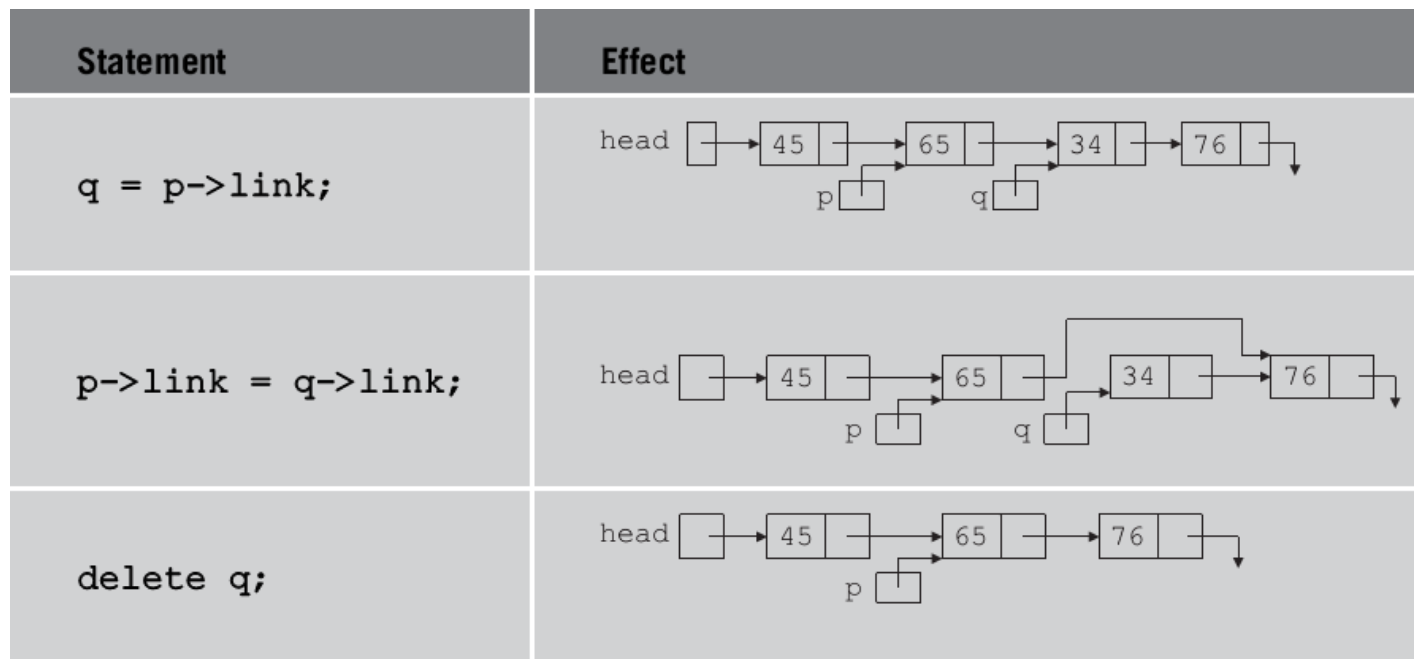 Statement Effect
q = p->link;
head 45 65 34 76
p q
p->link = q->link;
head 45 65 34 76
p q
delete q;
head 45 65 76
p